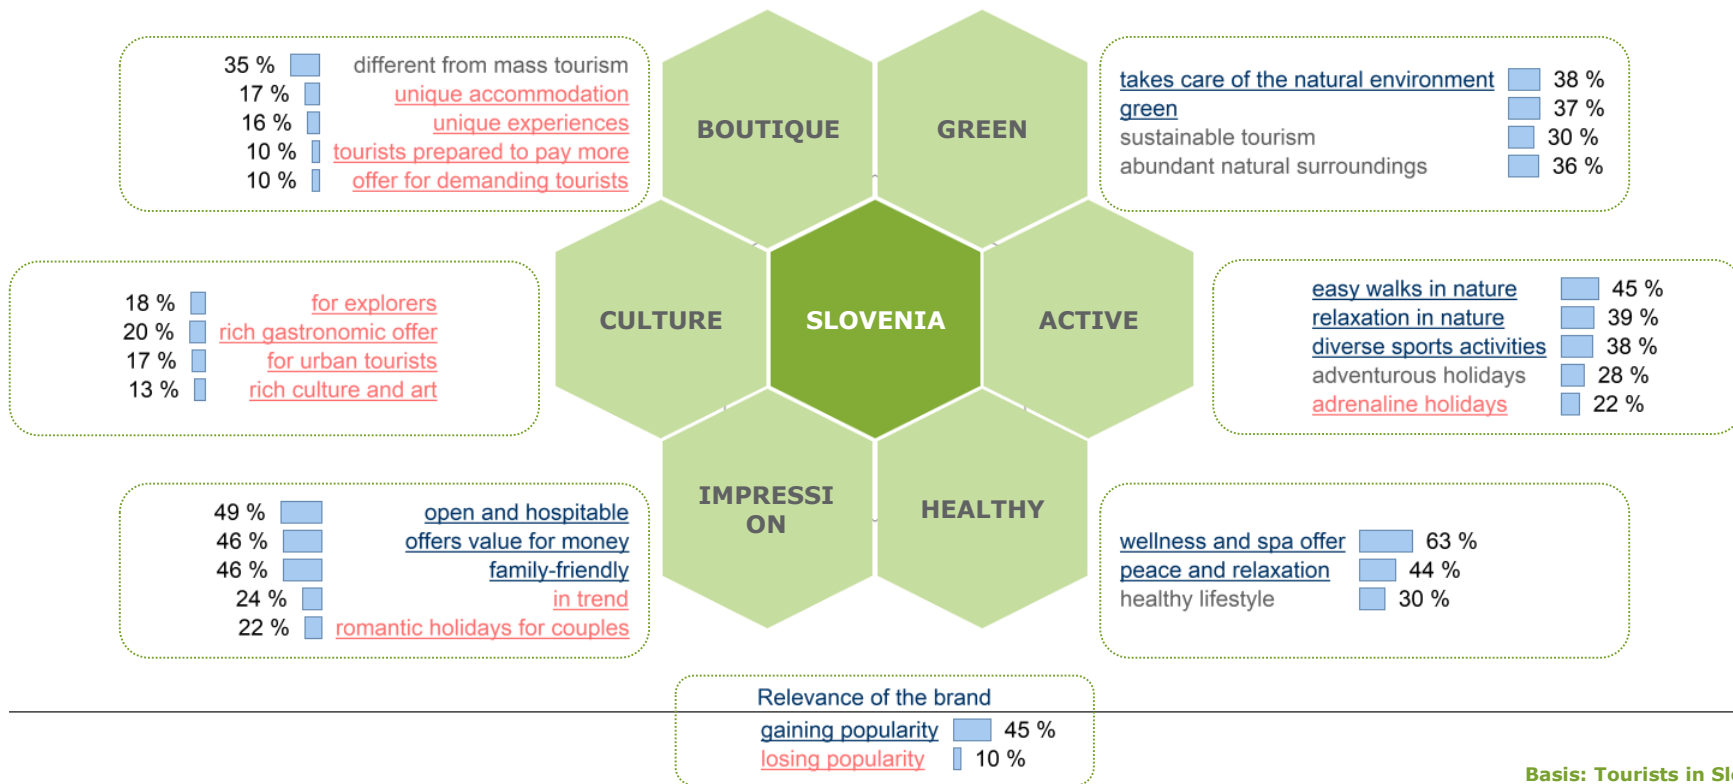 35 % different from mass tourism
17 % unique accommodation
16 % unique experiences
10 % tourists prepared to pay more
10 % offer for demanding tourists
BOUTIQUE
GREEN
takes care of the natural environment 38 %
green 37 %
sustainable tourism 30 %
abundant natural surroundings 36 %
18 % for explorers
20 % rich gastronomic offer
17 % for urban tourists
13 % rich culture and art
CULTURE
SLOVENIA
ACTIVE
easy walks in nature 45 %
relaxation in nature 39 %
diverse sports activities 38 %
adventurous holidays 28 %
adrenaline holidays 22 %
49 % open and hospitable
46 % offers value for money
46 % family-friendly
24 % in trend
22 % romantic holidays for couples
IMPRESSI
ON
HEALTHY
wellness and spa offer 63 %
peace and relaxation 44 %
healthy lifestyle 30 %
Relevance of the brand
gaining popularity 45 %
losing popularity 10 %
Basis: Tourists in Slo